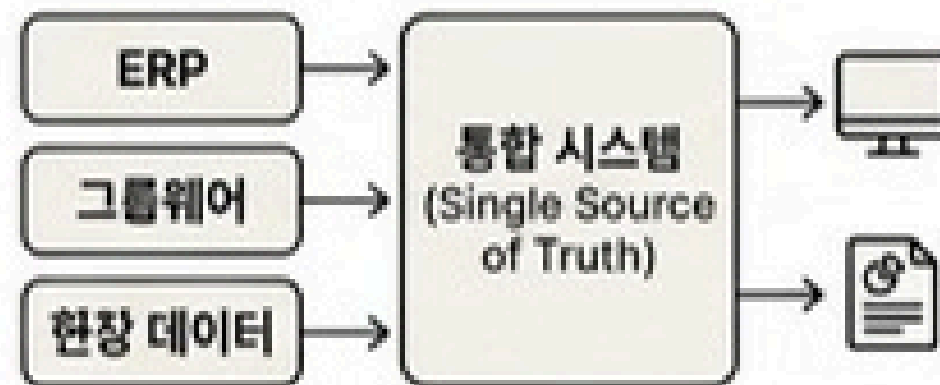 ERP
그룹웨어
현장 데이터
통합 시스템
(Single Source
of Truth)